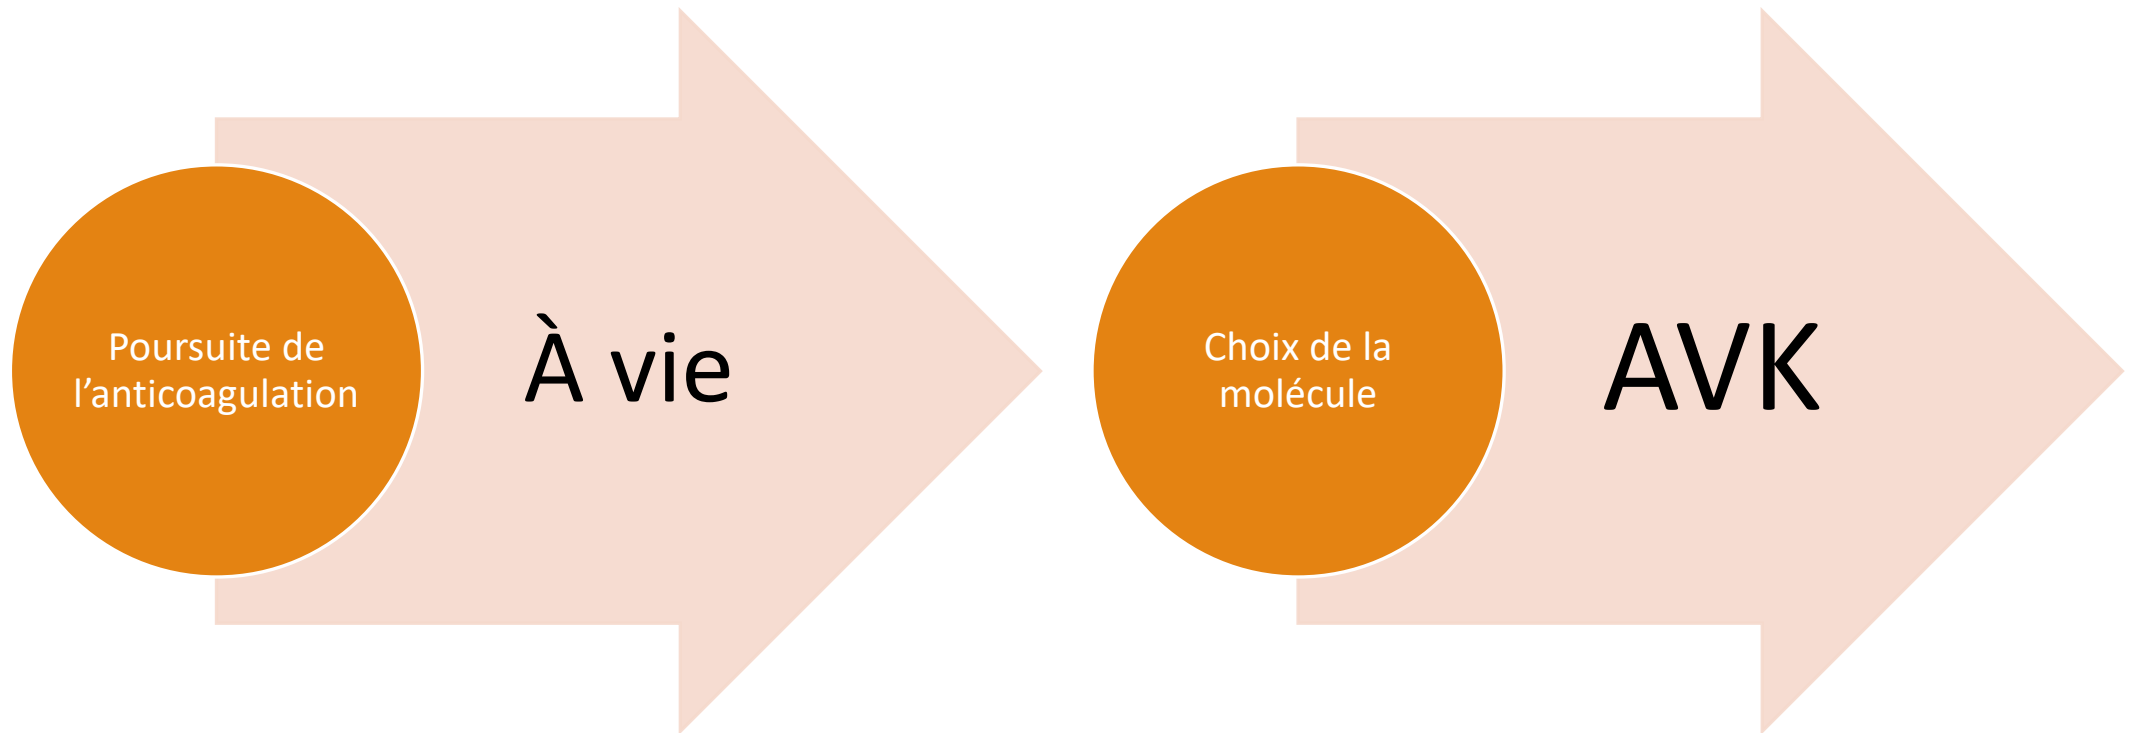 Poursuite de
l’anticoagulation
À vie
Choix de la
molécule
AVK